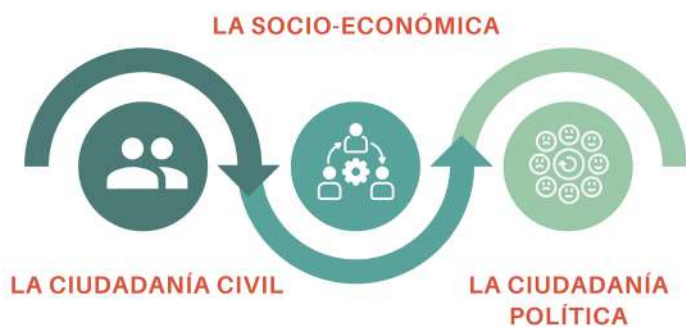 LA SOCIO-ECONÓMICA
LA CIUDADANÍA CIVIL
LA CIUDADANÍA
POLÍTICA